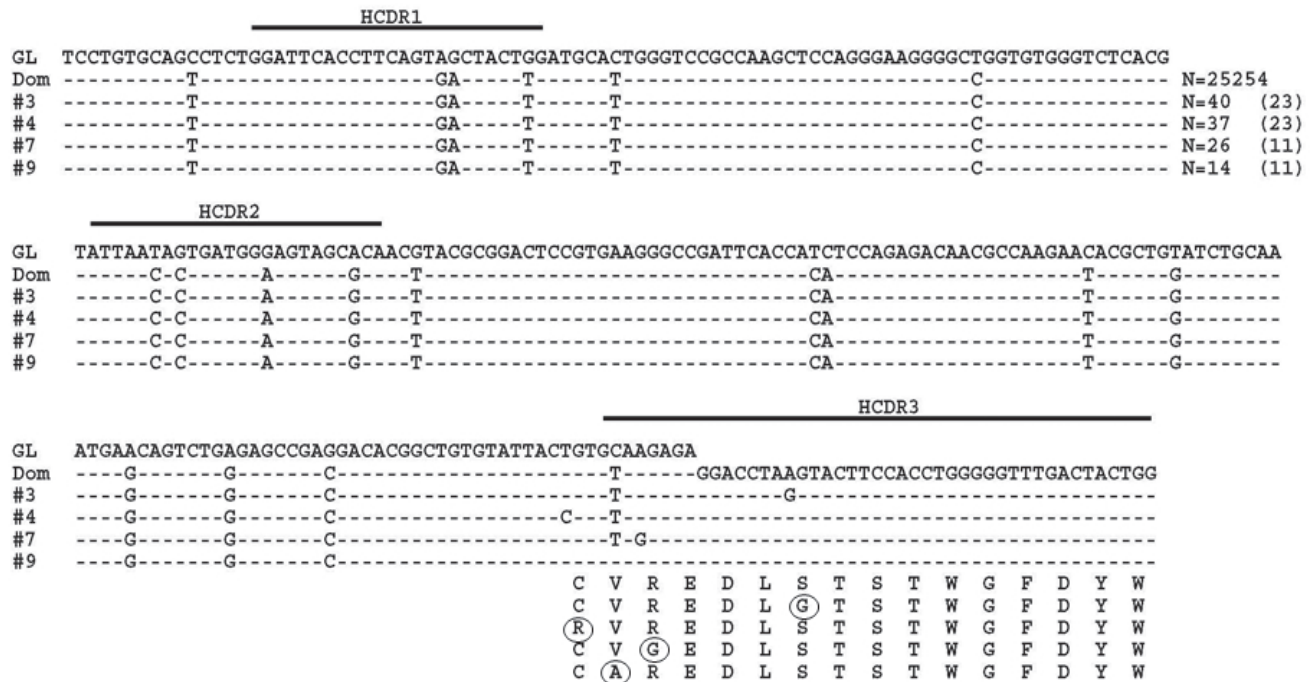 HCDR1
GL TCCTGTGCAGCCTCTGGATTCACCTTCAGTAGCTACTGGATGCACTGGGTCCGCCAAGCTCCAGGGAAGGGGCTGGTGTGGGTCTCACG
Dom ----------T-------------------GA-----T------T----------------------------C--------------- N=25254
#3 ----------T-------------------GA-----T------T----------------------------C--------------- N=40 (23)
#4 ----------T-------------------GA-----T------T----------------------------C--------------- N=37 (23)
#7 ----------T-------------------GA-----T------T----------------------------C--------------- N=26 (11)
#9 ----------T-------------------GA-----T------T----------------------------C--------------- N=14 (11)
HCDR2
GL TATTAATAGTGATGGGAGTAGCACAACGTACGCGGACTCCGTGAAGGGCCGATTCACCATCTCCAGAGACAACGCCAAGAACACGCTGTATCTGCAA
Dom ------C-C------A------G----T-------------------------------CA--------------------T------G--------
#3 ------C-C------A------G----T-------------------------------CA--------------------T------G--------
#4 ------C-C------A------G----T-------------------------------CA--------------------T------G--------
#7 ------C-C------A------G----T-------------------------------CA--------------------T------G--------
#9 ------C-C------A------G----T-------------------------------CA--------------------T------G--------
HCDR3
GL ATGAACAGTCTGAGAGCCGAGGACACGGCTGTGTATTACTGTGCAAGAGA
Dom ----G-------G-------C----------------------T------GGACCTAAGTACTTCCACCTGGGGGTTTGACTACTGG
#3 ----G-------G-------C----------------------T-------------G-----------------------------
#4 ----G-------G-------C------------------C---T-------------------------------------------
#7 ----G-------G-------C----------------------T-G-----------------------------------------
#9 ----G-------G-------C------------------------------------------------------------------
C V R E D L S T S T W G F D Y W
C V R E D L G T S T W G F D Y W
R V R E D L S T S T W G F D Y W
C V G E D L S T S T W G F D Y W
C A R E D L S T S T W G F D Y W